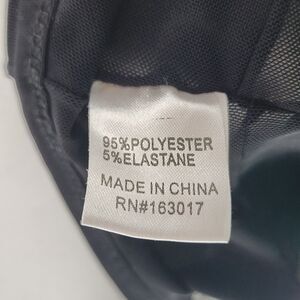 95%POLYESTER
5%ELASTANE
MADE IN CHINA
RN#163017